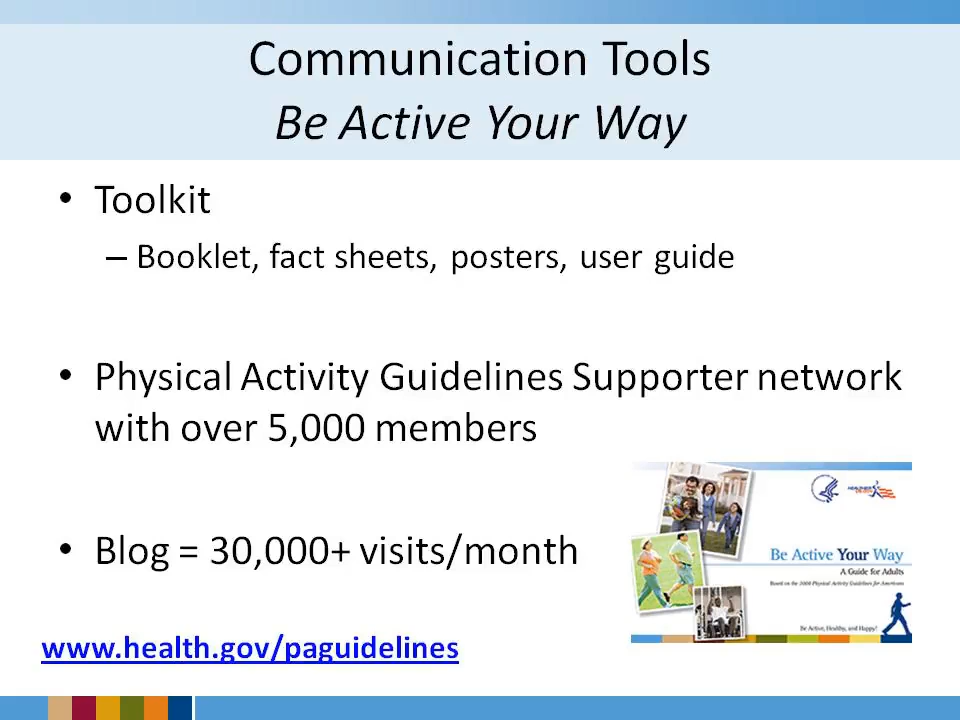 Communication Tools
Be Active Your Way
• Toolkit
– Booklet, fact sheets, posters, user guide
• Physical Activity Guidelines Supporter network
with over 5,000 members
• Blog = 30,000+ visits/month
Be Active Your Way
A Guide for Adults
Based on the 2008 Physical Activity Guidelines for Americans
Be Active, Healthy, and Happy!
www.health.gov/paguidelines